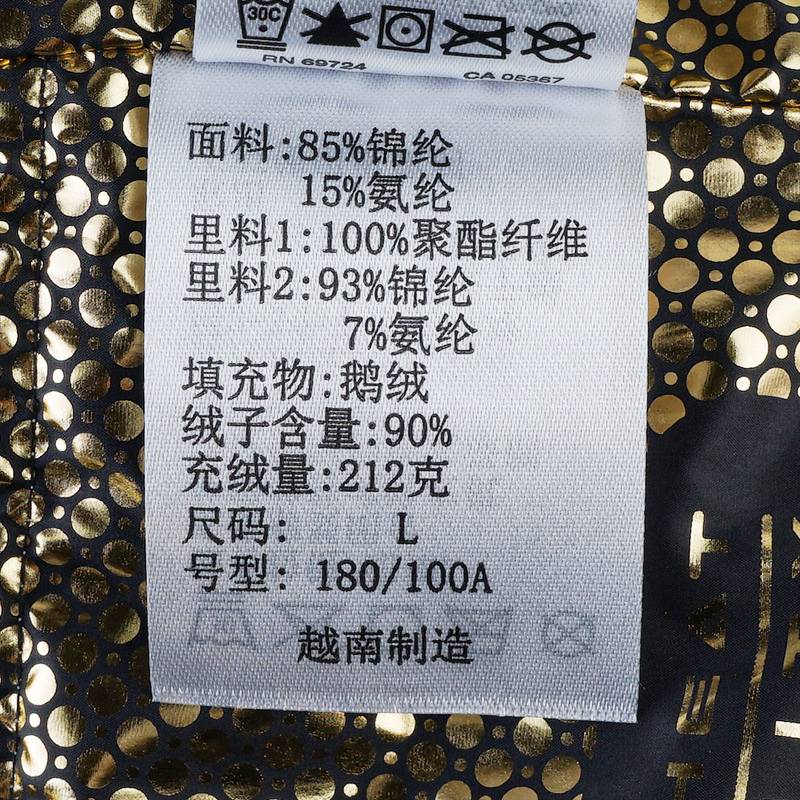 30C
RN 69724 CA 05367
面料:85%锦纶
15%氨纶
里料1:100%聚酯纤维
里料2:93%锦纶
7%氨纶
填充物:鹅绒
绒子含量:90%
充绒量:212克
尺码: L
号型: 180/100A
越南制造
HEAT